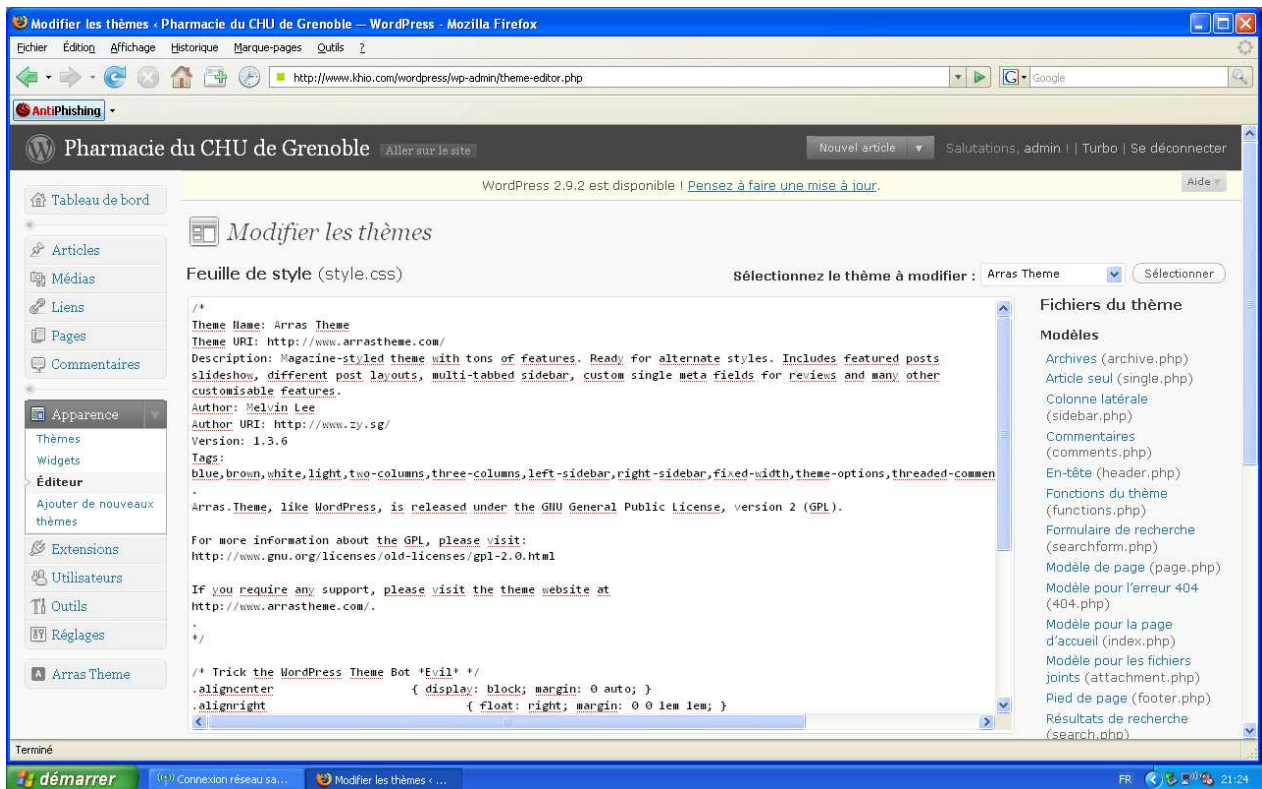 Modifier les thèmes ‹ Pharmacie du CHU de Grenoble — WordPress - Mozilla Firefox
Fichier Édition Affichage Historique Marque-pages Outils ?
http://www.khio.com/wordpress/wp-admin/theme-editor.php
G Google
AntiPhishing
Pharmacie du CHU de Grenoble Aller sur le site Nouvel article Salutations, admin ! | Turbo | Se déconnecter
WordPress 2.9.2 est disponible ! Pensez à faire une mise à jour.
Aide
Tableau de bord
Articles
Médias
Liens
Pages
Commentaires
Apparence
Thèmes
Widgets
Éditeur
Ajouter de nouveaux
thèmes
Extensions
Utilisateurs
Outils
Réglages
Arras Theme
Modifier les thèmes
Feuille de style (style.css)
Sélectionnez le thème à modifier : Arras Theme Sélectionner
/*
Theme Name: Arras Theme
Theme URI: http://www.arrastheme.com/
Description: Magazine-styled theme with tons of features. Ready for alternate styles. Includes featured posts
slideshow, different post layouts, multi-tabbed sidebar, custom single meta fields for reviews and many other
customisable features.
Author: Melvin Lee
Author URI: http://www.zy.sg/
Version: 1.3.6
Tags:
blue,brown,white,light,two-columns,three-columns,left-sidebar,right-sidebar,fixed-width,theme-options,threaded-commen
.
Arras.Theme, like WordPress, is released under the GNU General Public License, version 2 (GPL).
For more information about the GPL, please visit:
http://www.gnu.org/licenses/old-licenses/gpl-2.0.html
If you require any support, please visit the theme website at
http://www.arrastheme.com/.
.
*/
/* Trick the WordPress Theme Bot *Evil* */
.aligncenter { display: block; margin: 0 auto; }
.alignright { float: right; margin: 0 0 1em 1em; }
Fichiers du thème
Modèles
Archives (archive.php)
Article seul (single.php)
Colonne latérale
(sidebar.php)
Commentaires
(comments.php)
En-tête (header.php)
Fonctions du thème
(functions.php)
Formulaire de recherche
(searchform.php)
Modèle de page (page.php)
Modèle pour l'erreur 404
(404.php)
Modèle pour la page
d'accueil (index.php)
Modèle pour les fichiers
joints (attachment.php)
Pied de page (footer.php)
Résultats de recherche
(search.php)
Terminé
démarrer Connexion réseau sa... Modifier les thèmes ‹ ... FR 21:24